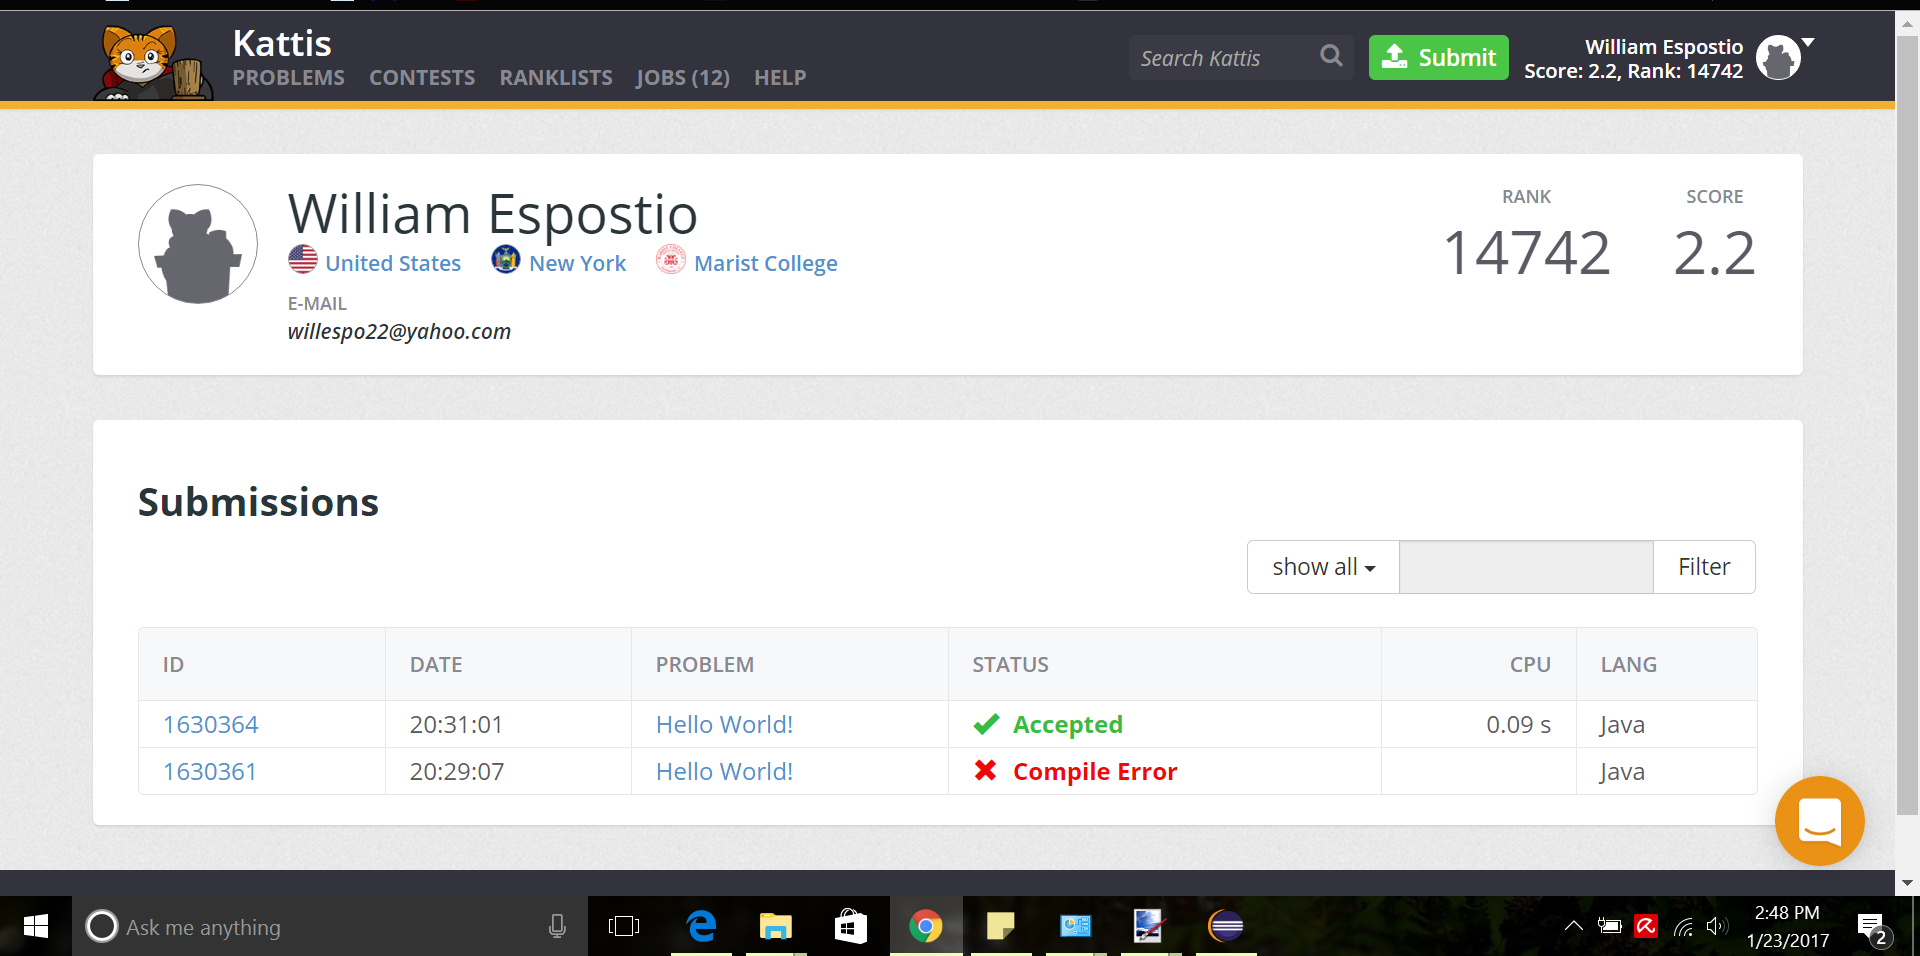 Kattis
PROBLEMS CONTESTS RANKLISTS JOBS (12) HELP
Search Kattis
Submit
William Espostio
Score: 2.2, Rank: 14742
William Espostio
United States New York Marist College
E-MAIL
willespo22@yahoo.com
RANK SCORE
14742 2.2
Submissions
show all Filter
ID DATE PROBLEM STATUS CPU LANG
1630364 20:31:01 Hello World! Accepted 0.09 s Java
1630361 20:29:07 Hello World! Compile Error Java
Ask me anything
2:48 PM
1/23/2017
2